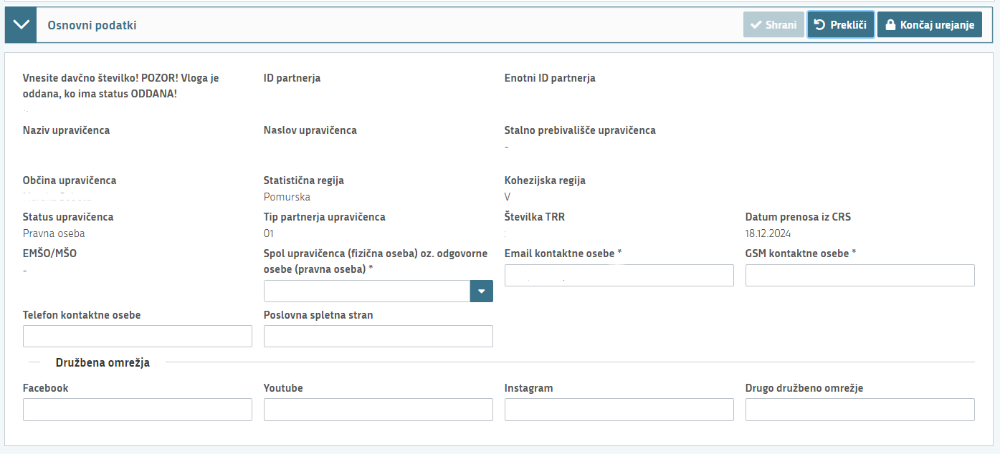 Osnovni podatki
Shrani
Prekliči
Končaj urejanje
Vnesite davčno številko! POZOR! Vloga je
oddana, ko ima status ODDANA!
ID partnerja
Enotni ID partnerja
Naziv upravičenca
Naslov upravičenca
Stalno prebivališče upravičenca
-
Občina upravičenca
Statistična regija
Pomurska
Kohezijska regija
V
Status upravičenca
Pravna oseba
Tip partnerja upravičenca
01
Številka TRR
Datum prenosa iz CRS
18.12.2024
EMŠO/MŠO
-
Spol upravičenca (fizična oseba) oz. odgovorne
osebe (pravna oseba) *
Email kontaktne osebe *
GSM kontaktne osebe *
Telefon kontaktne osebe
Poslovna spletna stran
Družbena omrežja
Facebook
Youtube
Instagram
Drugo družbeno omrežje